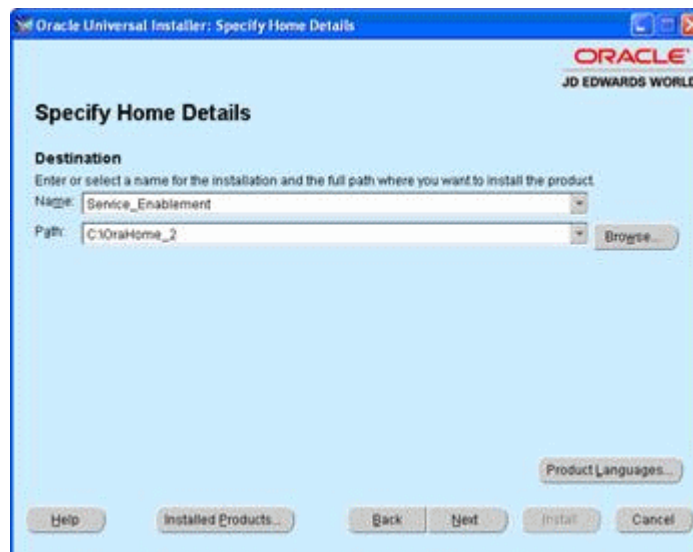 Oracle Universal Installer: Specify Home Details
ORACLE
JD EDWARDS WORLD
Specify Home Details
Destination
Enter or select a name for the installation and the full path where you want to install the product.
Name: Service_Enablement
Path: C:\OraHome_2 Browse...
Product Languages...
Help Installed Products... Back Next Install Cancel